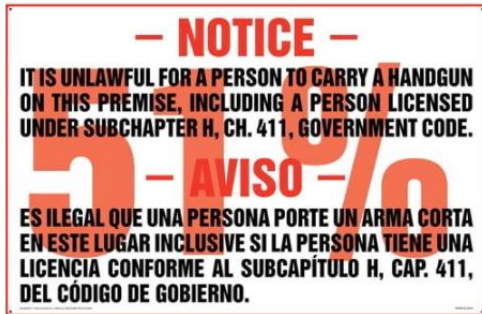 – NOTICE –
IT IS UNLAWFUL FOR A PERSON TO CARRY A HANDGUN
ON THIS PREMISE, INCLUDING A PERSON LICENSED
UNDER SUBCHAPTER H, CH. 411, GOVERNMENT CODE.
51%
– AVISO –
ES ILEGAL QUE UNA PERSONA PORTE UN ARMA CORTA
EN ESTE LUGAR INCLUSIVE SI LA PERSONA TIENE UNA
LICENCIA CONFORME AL SUBCAPÍTULO H, CAP. 411,
DEL CÓDIGO DE GOBIERNO.